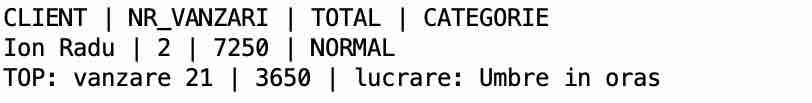 CLIENT | NR_VANZARI | TOTAL | CATEGORIE
Ion Radu | 2 | 7250 | NORMAL
TOP: vanzare 21 | 3650 | lucrare: Umbre in oras